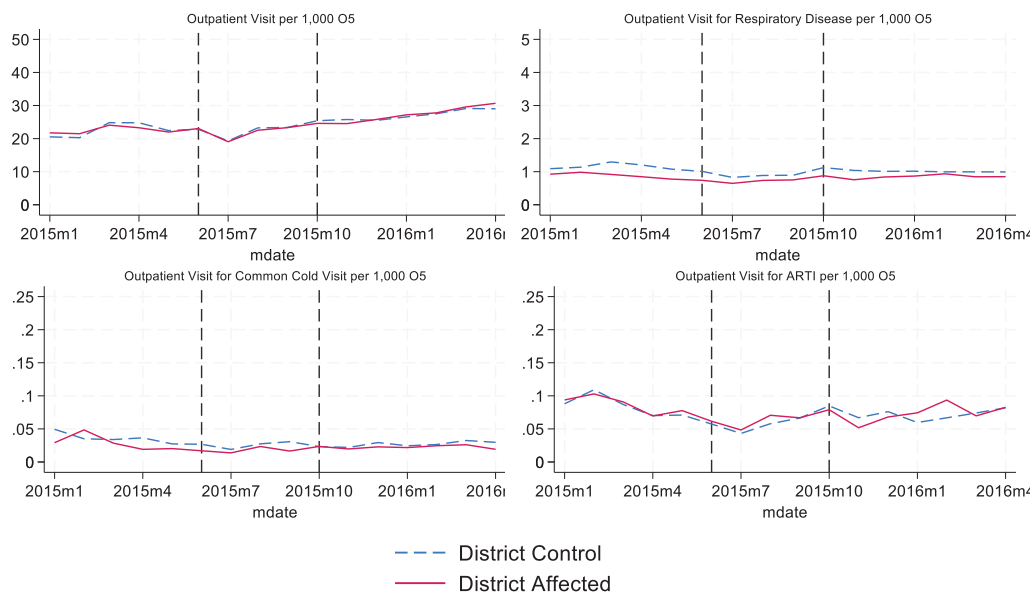 Outpatient Visit per 1,000 O5
50
40
30
20
10
0
2015m1 2015m4 2015m7 2015m10 2016m1 2016
mdate
Outpatient Visit for Respiratory Disease per 1,000 O5
5
4
3
2
1
0
2015m1 2015m4 2015m7 2015m10 2016m1 2016m4
mdate
Outpatient Visit for Common Cold Visit per 1,000 O5
.25
.2
.15
.1
.05
0
2015m1 2015m4 2015m7 2015m10 2016m1 2016
mdate
Outpatient Visit for ARTI per 1,000 O5
.25
.2
.15
.1
.05
0
2015m1 2015m4 2015m7 2015m10 2016m1 2016m4
mdate
District Control
District Affected